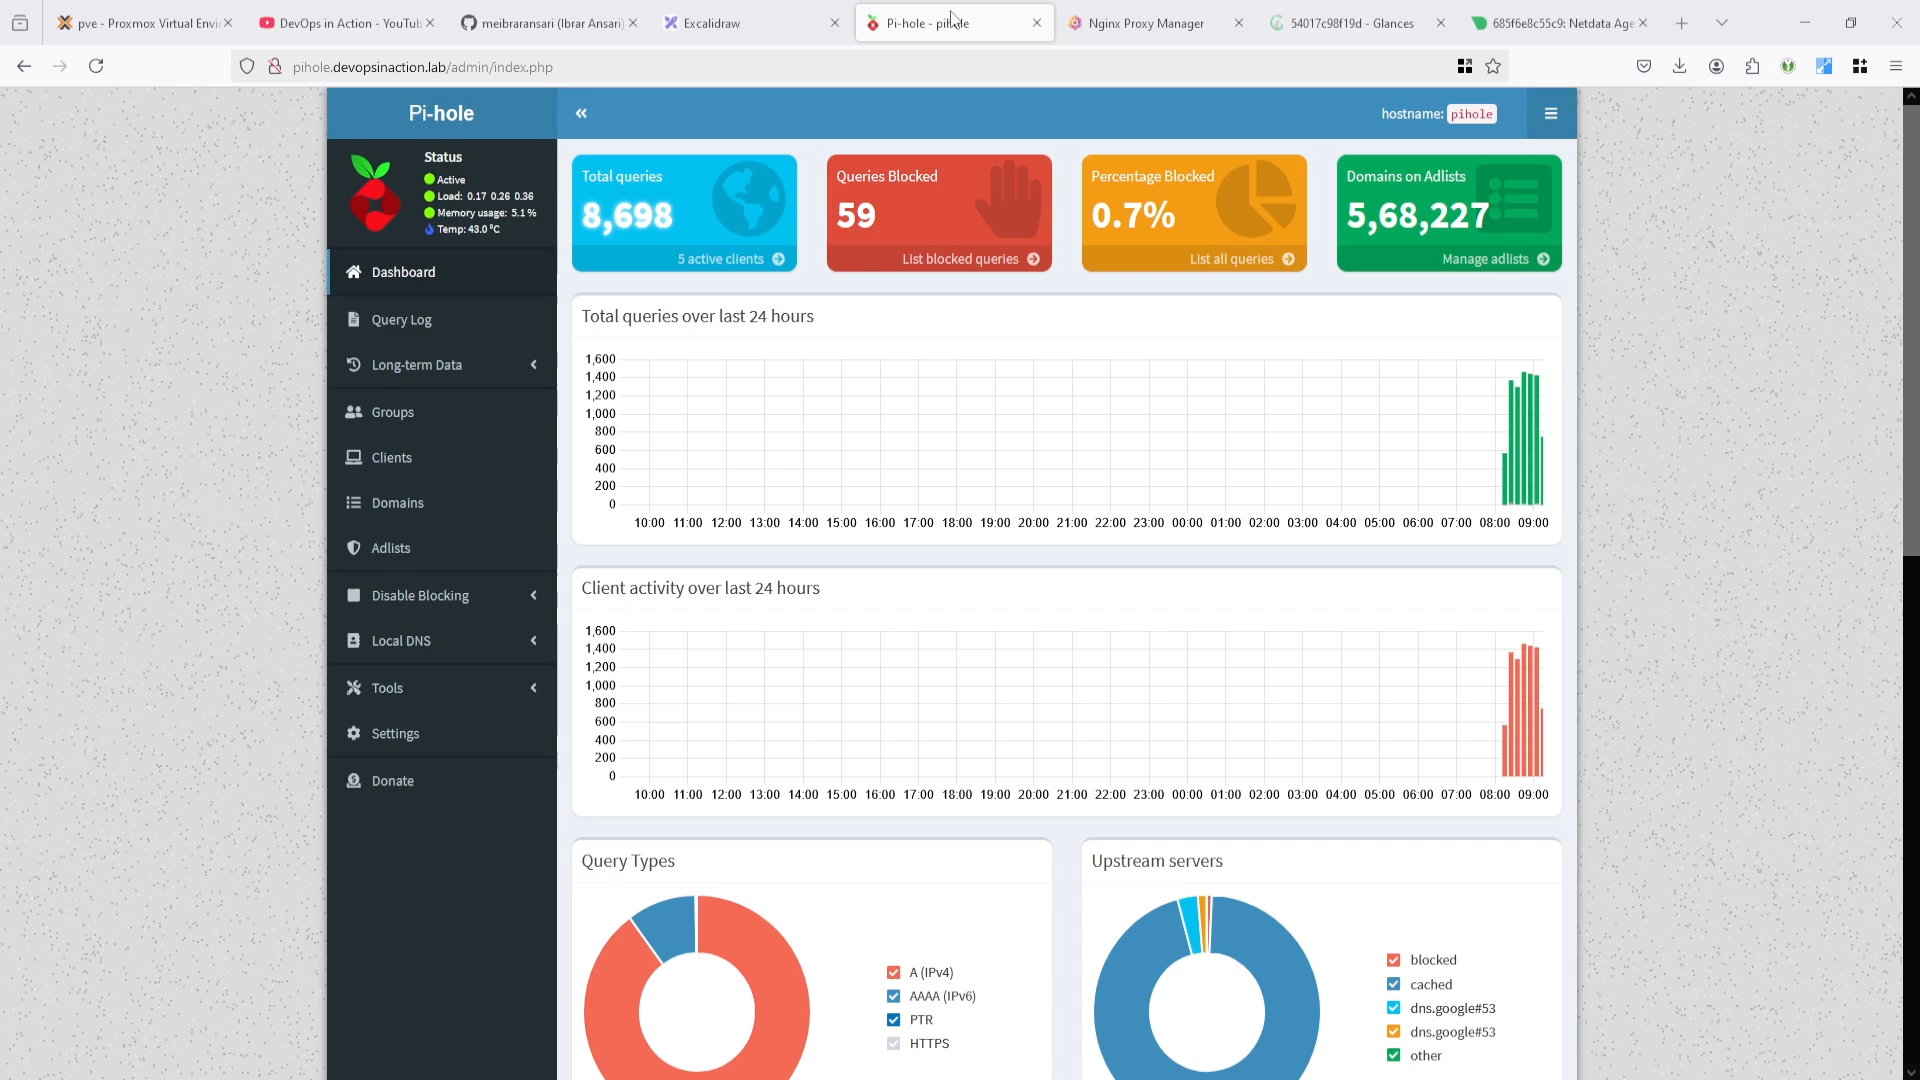 pve - Proxmox Virtual Envi
DevOps in Action - YouTub
meibraransari (Ibrar Ansari)
Excalidraw
Pi-hole - pihole
Nginx Proxy Manager
54017c98f19d - Glances
685f6e8c55c9: Netdata Age
pihole.devopsinaction.lab/admin/index.php
Pi-hole
hostname: pihole
Status
Active
Load: 0.17 0.26 0.36
Memory usage: 5.1 %
Temp: 43.0 °C
Dashboard
Query Log
Long-term Data
Groups
Clients
Domains
Adlists
Disable Blocking
Local DNS
Tools
Settings
Donate
Total queries
8,698
5 active clients
Queries Blocked
59
List blocked queries
Percentage Blocked
0.7%
List all queries
Domains on Adlists
5,68,227
Manage adlists
Total queries over last 24 hours
1,600
1,400
1,200
1,000
800
600
400
200
0
10:00 11:00 12:00 13:00 14:00 15:00 16:00 17:00 18:00 19:00 20:00 21:00 22:00 23:00 00:00 01:00 02:00 03:00 04:00 05:00 06:00 07:00 08:00 09:00
Client activity over last 24 hours
1,600
1,400
1,200
1,000
800
600
400
200
0
10:00 11:00 12:00 13:00 14:00 15:00 16:00 17:00 18:00 19:00 20:00 21:00 22:00 23:00 00:00 01:00 02:00 03:00 04:00 05:00 06:00 07:00 08:00 09:00
Query Types
A (IPv4)
AAAA (IPv6)
PTR
HTTPS
Upstream servers
blocked
cached
dns.google#53
dns.google#53
other